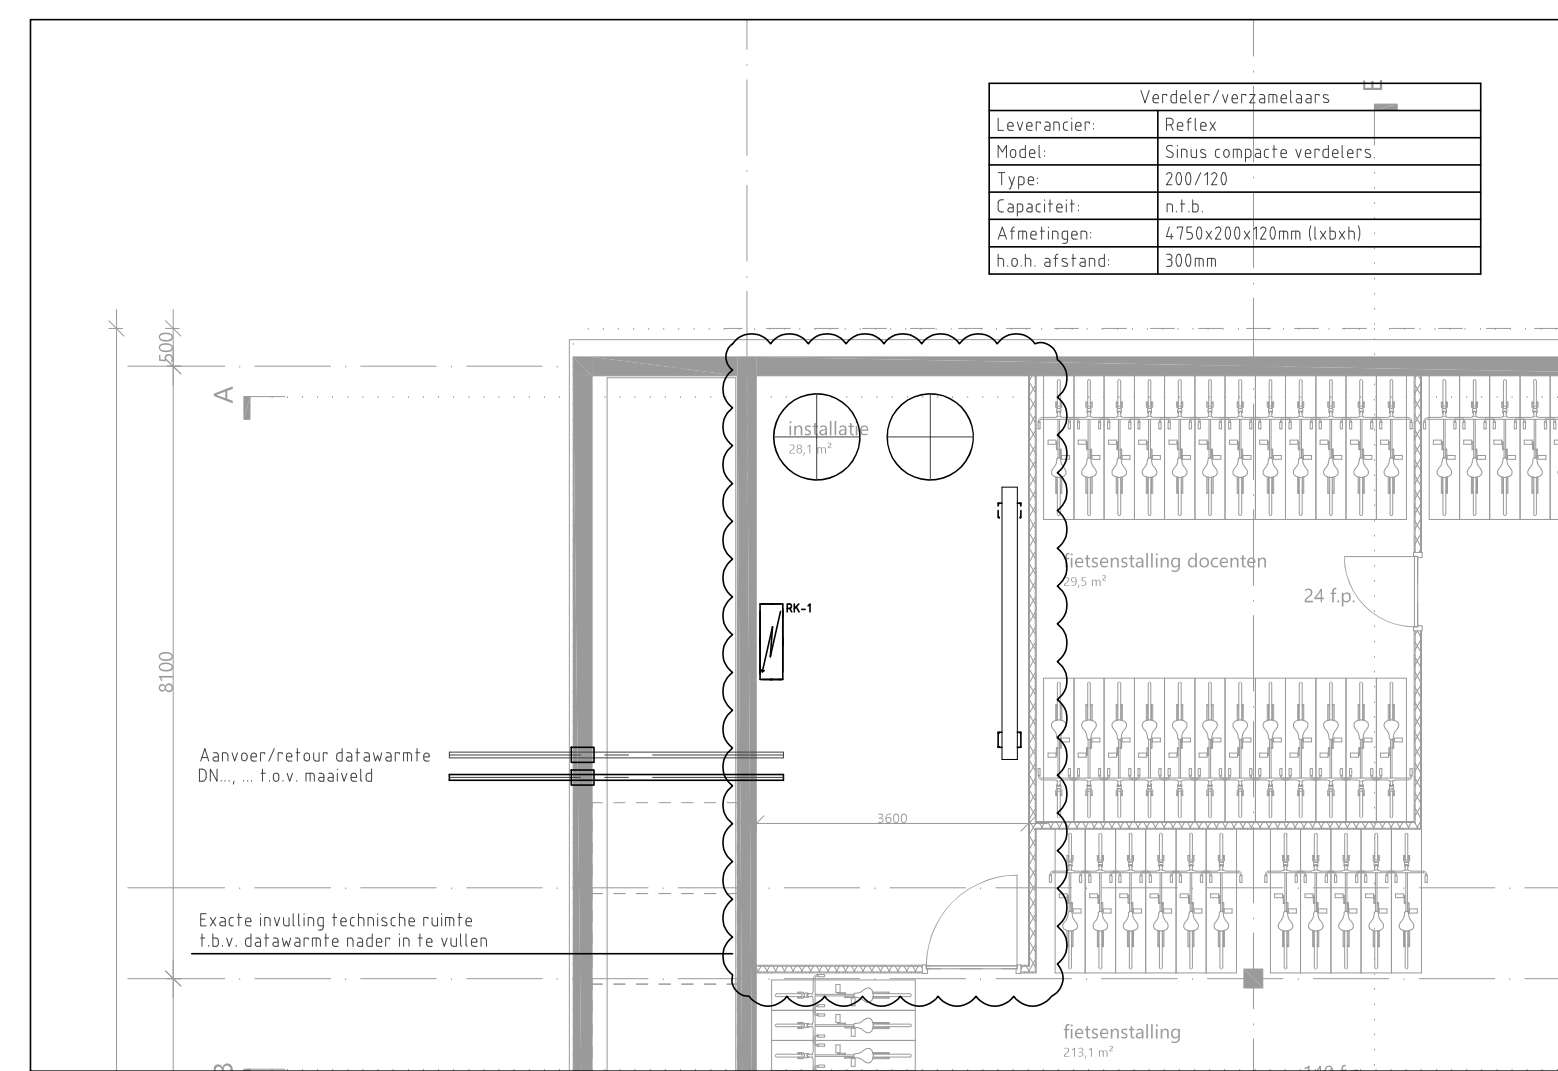 Verdeler/verzamelaars
Leverancier: Reflex
Model: Sinus compacte verdelers.
Type: 200/120
Capaciteit: n.t.b.
Afmetingen: 4750x200x120mm (lxbxh)
h.o.h. afstand: 300mm
500
A
installatie
28,1 m²
fietsenstalling docenten
29,5 m²
24 f.p.
RK-1
8100
Aanvoer/retour datawarmte
DN..., ... t.o.v. maaiveld
3600
Exacte invulling technische ruimte
t.b.v. datawarmte nader in te vullen
fietsenstalling
213,1 m²